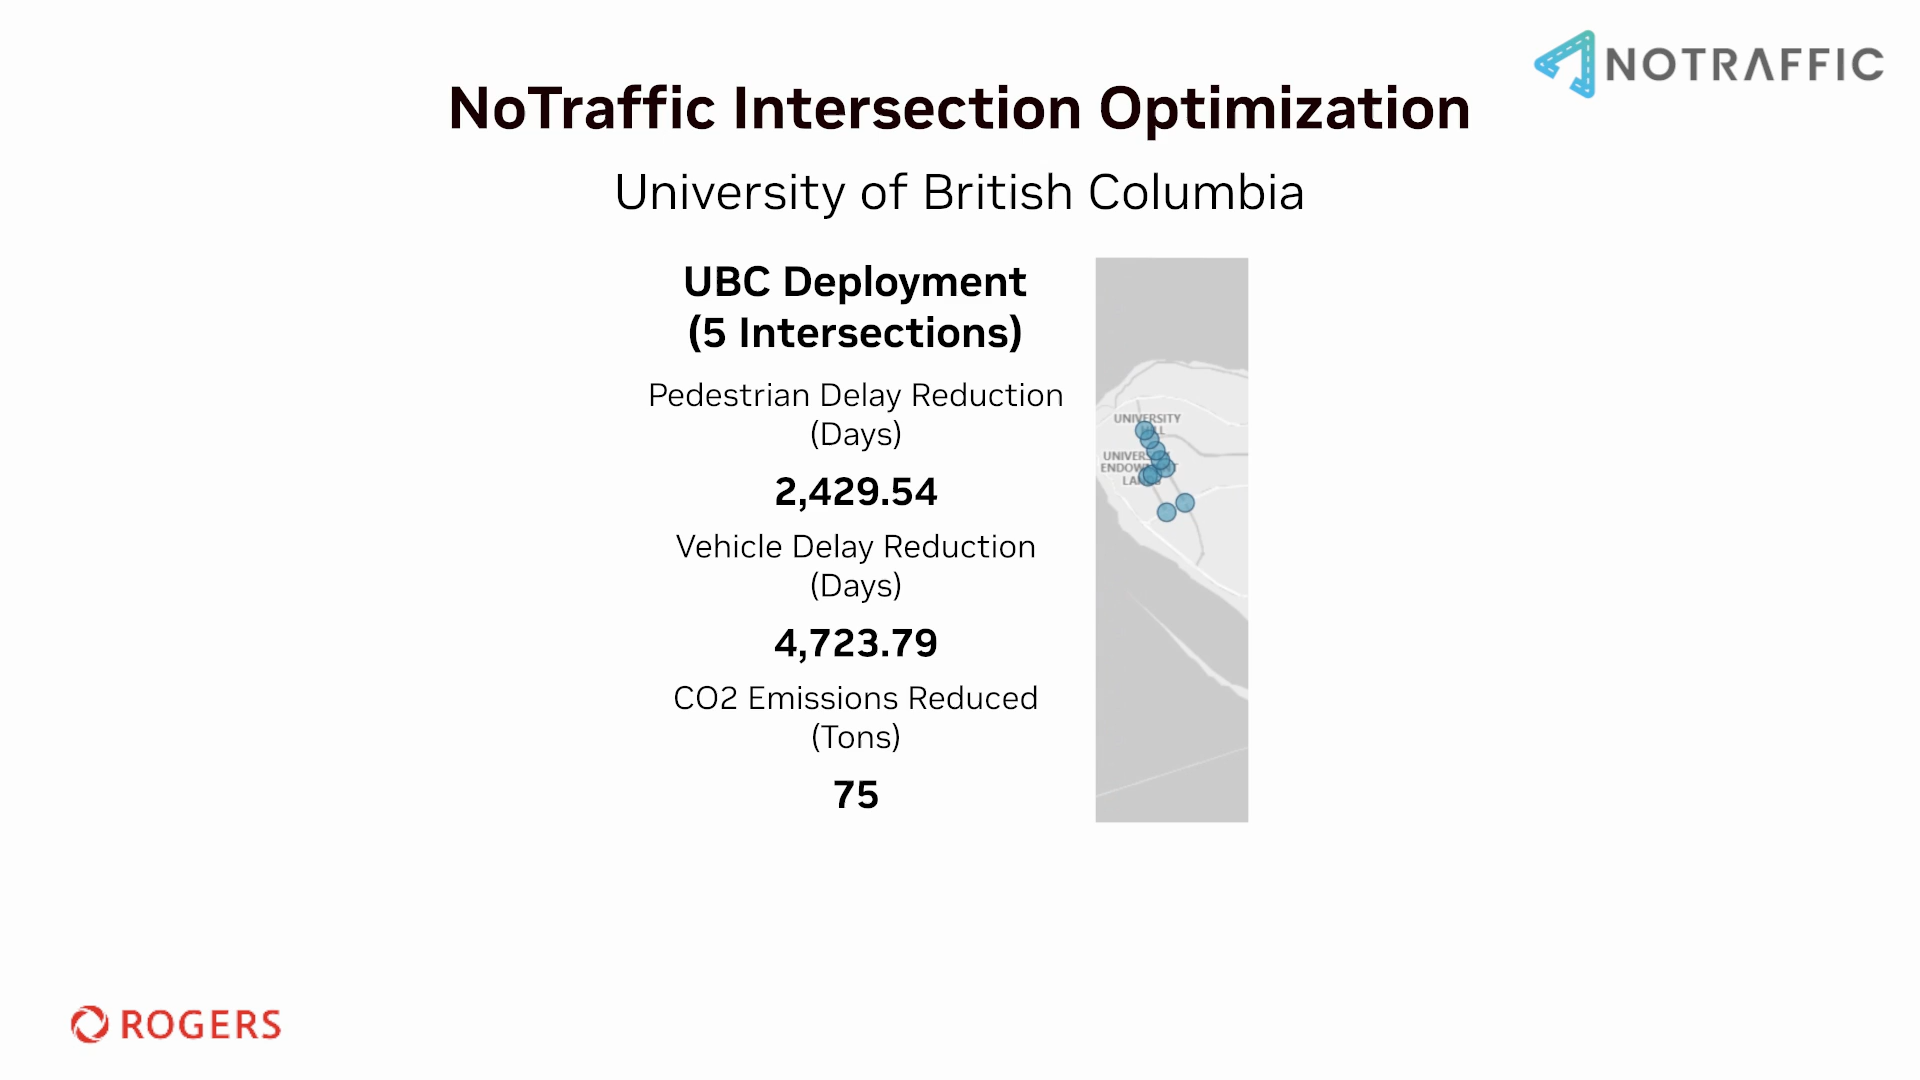 NOTRAFFIC
NoTraffic Intersection Optimization
University of British Columbia
UBC Deployment
(5 Intersections)
Pedestrian Delay Reduction
(Days)
2,429.54
Vehicle Delay Reduction
(Days)
4,723.79
CO2 Emissions Reduced
(Tons)
75
UNIVERSITY
ROGERS